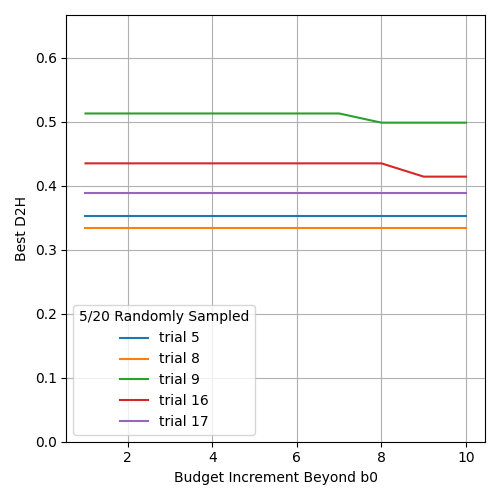 0.6
0.5
0.4
0.3
0.2
0.1
0.0
Best D2H
5/20 Randomly Sampled
trial 5
trial 8
trial 9
trial 16
trial 17
2 4 6 8 10
Budget Increment Beyond b0